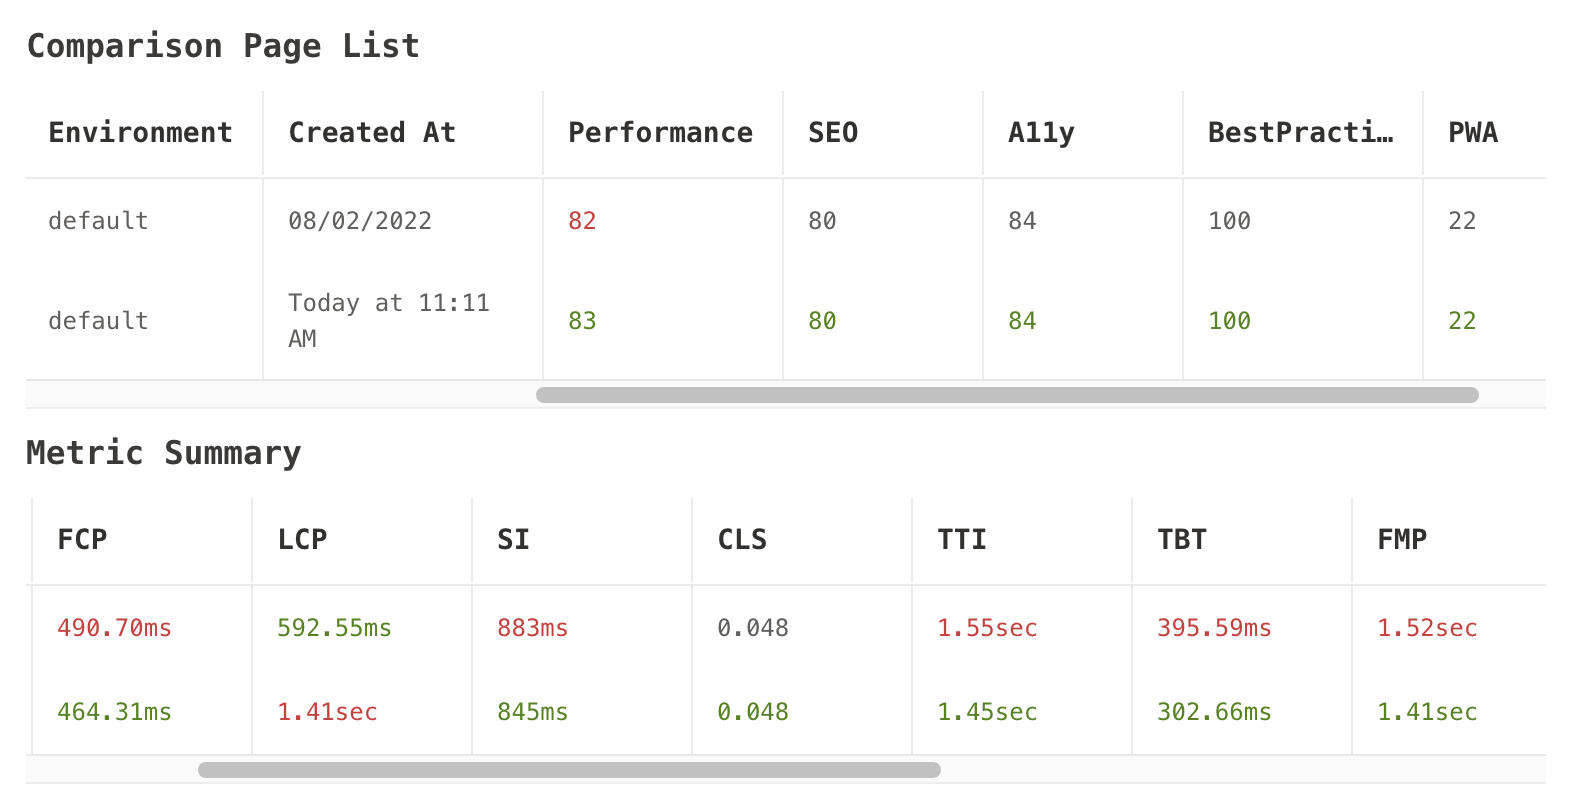 Comparison Page List
Environment Created At Performance SEO A11y BestPracti… PWA
default 08/02/2022 82 80 84 100 22
default Today at 11:11 AM 83 80 84 100 22
Metric Summary
FCP LCP SI CLS TTI TBT FMP
490.70ms 592.55ms 883ms 0.048 1.55sec 395.59ms 1.52sec
464.31ms 1.41sec 845ms 0.048 1.45sec 302.66ms 1.41sec